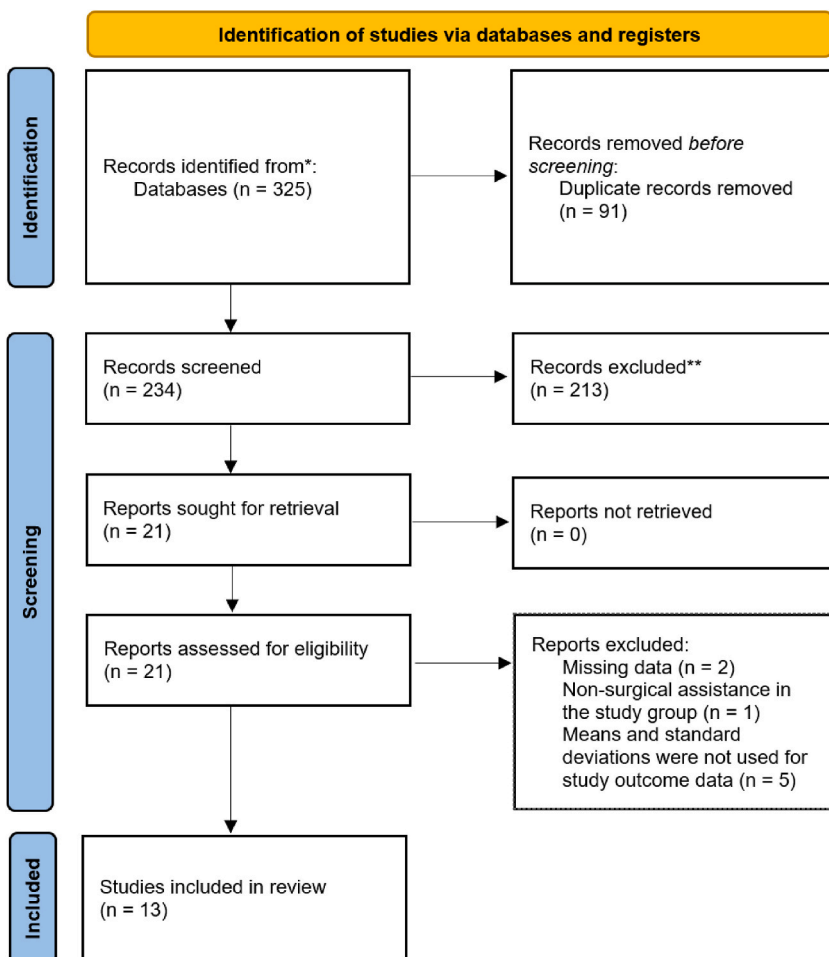 Identification of studies via databases and registers
Identification
Records identified from*:
Databases (n = 325)
Records removed before
screening:
Duplicate records removed
(n = 91)
Screening
Records screened
(n = 234)
Records excluded**
(n = 213)
Reports sought for retrieval
(n = 21)
Reports not retrieved
(n = 0)
Reports assessed for eligibility
(n = 21)
Reports excluded:
Missing data (n = 2)
Non-surgical assistance in
the study group (n = 1)
Means and standard
deviations were not used for
study outcome data (n = 5)
Included
Studies included in review
(n = 13)